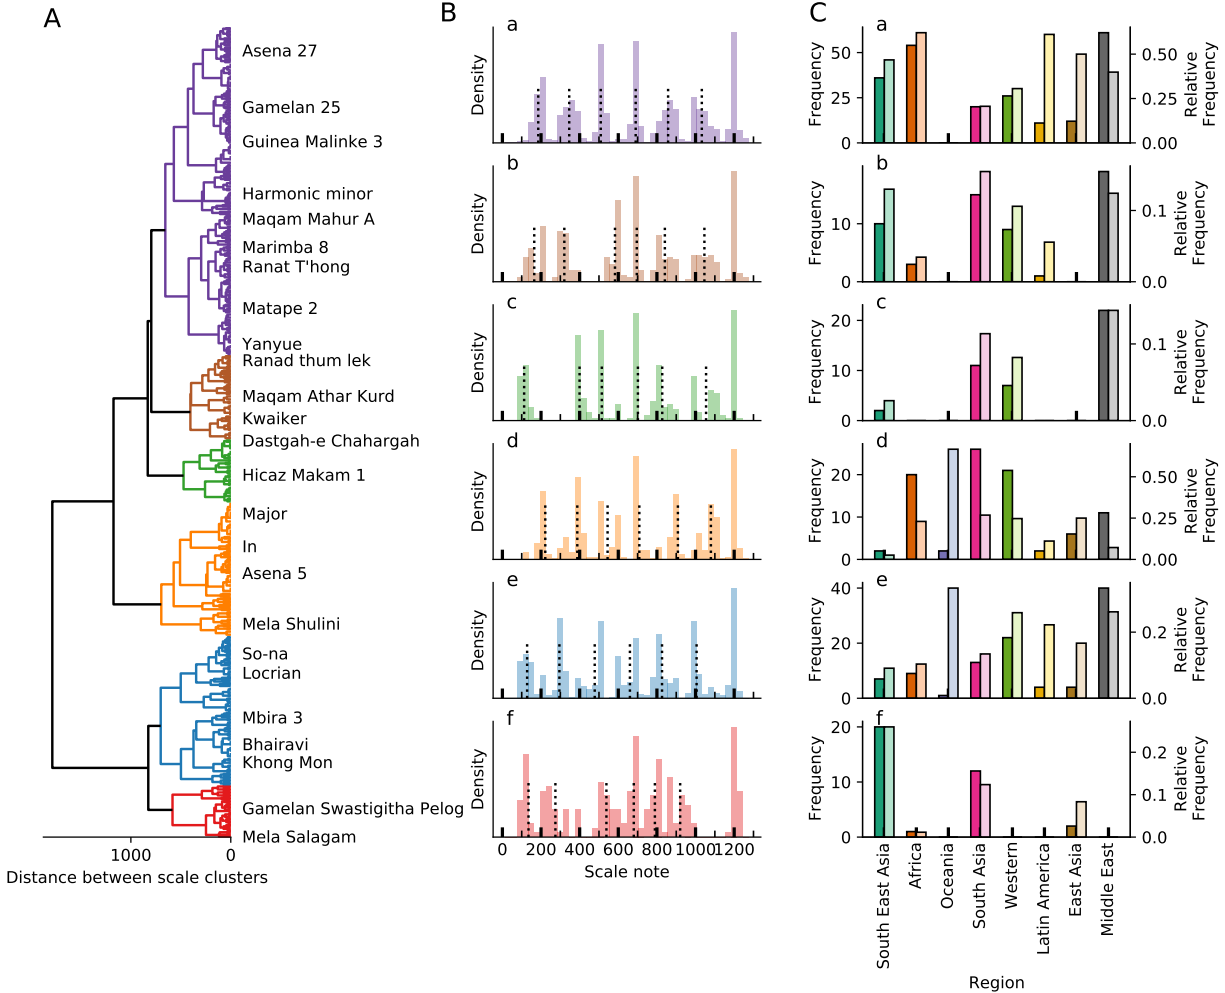 A
Asena 27
Gamelan 25
Guinea Malinke 3
Harmonic minor
Maqam Mahur A
Marimba 8
Ranat T'hong
Matape 2
Yanyue
Ranad thum lek
Maqam Athar Kurd
Kwaiker
Dastgah-e Chahargah
Hicaz Makam 1
Major
In
Asena 5
Mela Shulini
So-na
Locrian
Mbira 3
Bhairavi
Khong Mon
Gamelan Swastigitha Pelog
Mela Salagam
1000 0
Distance between scale clusters
B
a
Density
b
Density
c
Density
d
Density
e
Density
f
Density
0 200 400 600 800 1000 1200
Scale note
C
a
Frequency
50
25
0
0.50
0.25
0.00
Relative
Frequency
b
Frequency
10
0
0.1
0.0
Relative
Frequency
c
Frequency
20
10
0
0.1
0.0
Relative
Frequency
d
Frequency
20
10
0
0.50
0.25
0.00
Relative
Frequency
e
Frequency
40
20
0
0.2
0.0
Relative
Frequency
f
Frequency
20
10
0
0.2
0.1
0.0
Relative
Frequency
South East Asia
Africa
Oceania
South Asia
Western
Latin America
East Asia
Middle East
Region